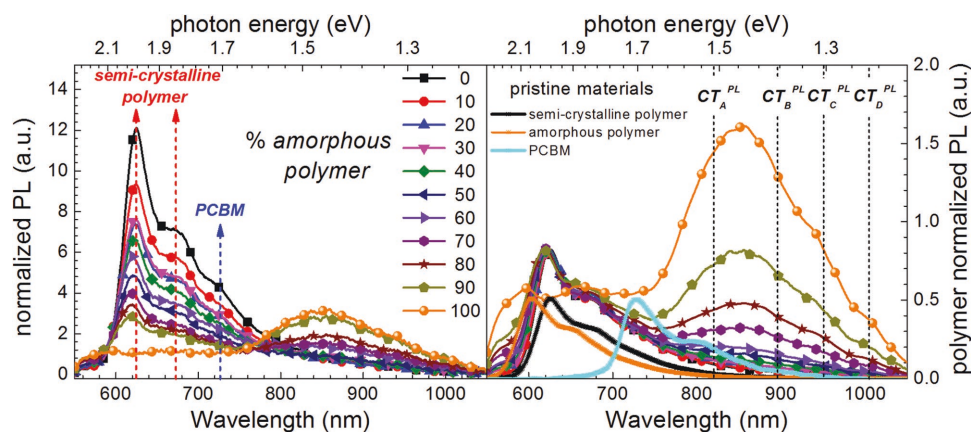 photon energy (eV)
photon energy (eV)
2.1 1.9 1.7 1.5 1.3
2.1 1.9 1.7 1.5 1.3
normalized PL (a.u.)
14
12
10
8
6
4
2
0
semi-crystalline
polymer
PCBM
% amorphous
polymer
0
10
20
30
40
50
60
70
80
90
100
pristine materials
semi-crystalline polymer
amorphous polymer
PCBM
CT_A^PL
CT_B^PL
CT_C^PL
CT_D^PL
2.0
1.5
1.0
0.5
0.0
polymer normalized PL (a.u.)
600 700 800 900 1000
600 700 800 900 1000
Wavelength (nm)
Wavelength (nm)